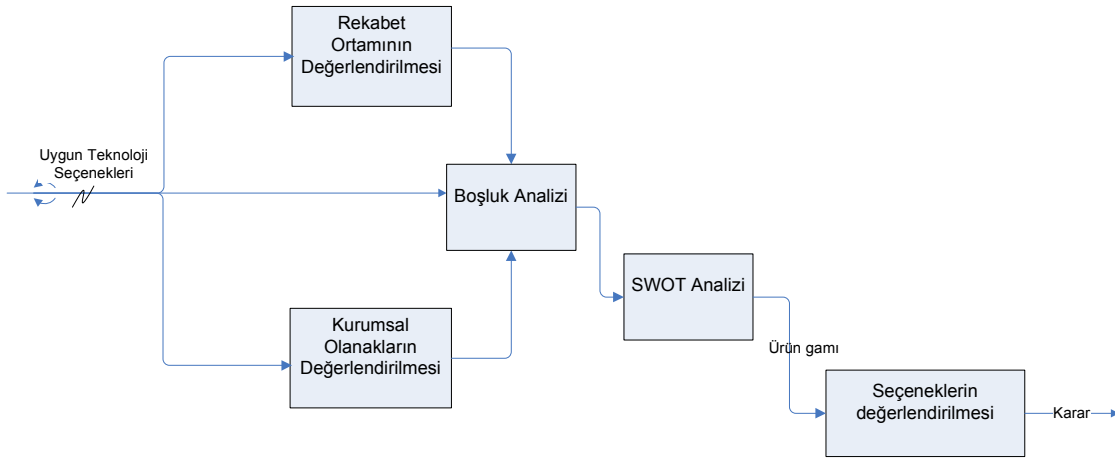 Rekabet
Ortamının
Değerlendirilmesi
Uygun Teknoloji
Seçenekleri
Boşluk Analizi
SWOT Analizi
Kurumsal
Olanakların
Değerlendirilmesi
Ürün gamı
Seçeneklerin
değerlendirilmesi
Karar